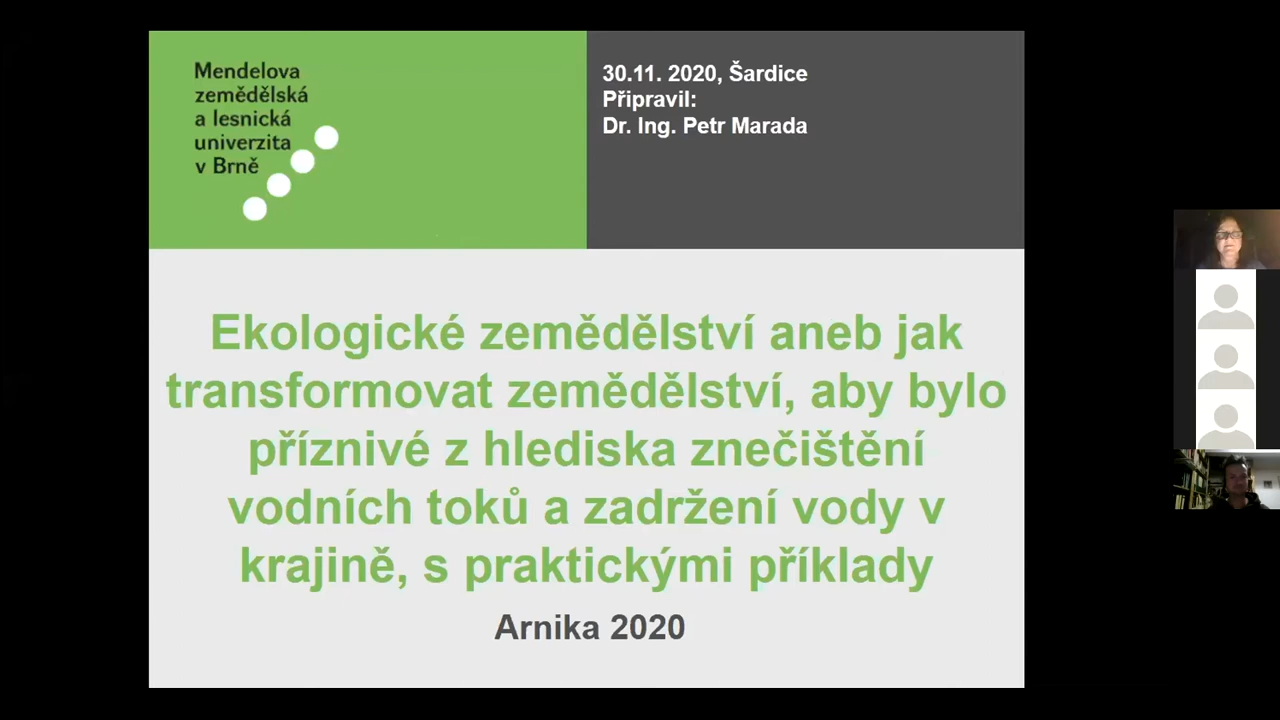 Mendelova
zemědělská
a lesnická
univerzita
v Brně
30.11. 2020, Šardice
Připravil:
Dr. Ing. Petr Marada
Ekologické zemědělství aneb jak
transformovat zemědělství, aby bylo
příznivé z hlediska znečištění
vodních toků a zadržení vody v
krajině, s praktickými příklady
Arnika 2020